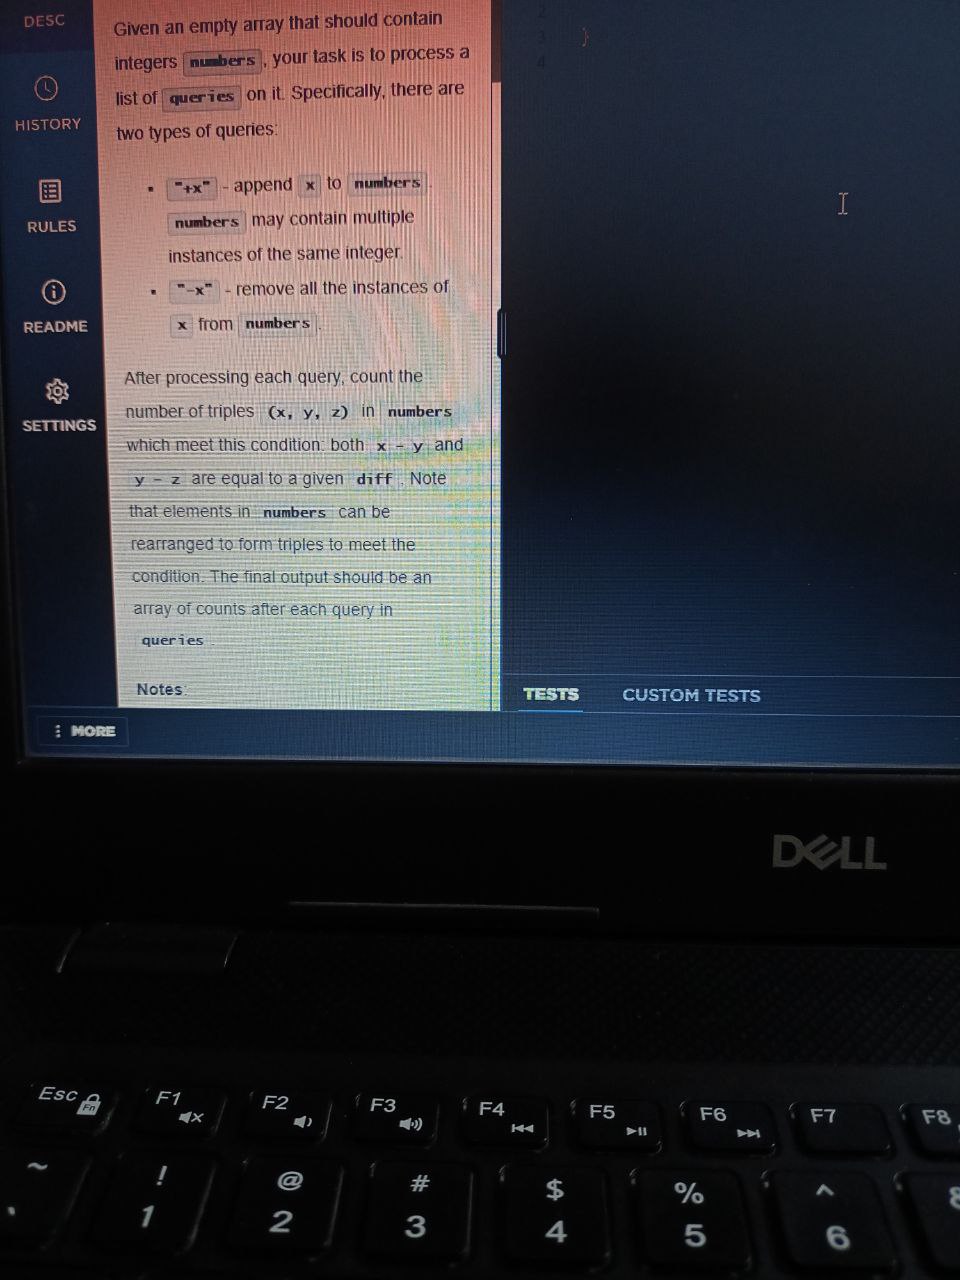 DESC
HISTORY
RULES
README
SETTINGS
MORE
Given an empty array that should contain
integers numbers, your task is to process a
list of queries on it. Specifically, there are
two types of queries:
"+x" - append x to numbers.
numbers may contain multiple
instances of the same integer.
"-x" - remove all the instances of
x from numbers.
After processing each query, count the
number of triples (x, y, z) in numbers
which meet this condition: both x - y and
y - z are equal to a given diff. Note
that elements in numbers can be
rearranged to form triples to meet the
condition. The final output should be an
array of counts after each query in
queries.
Notes:
2
3 }
4
TESTS CUSTOM TESTS
DELL
Esc Fn F1 F2 F3 F4 F5 F6 F7 F8
~ ! @ # $ % ^ &
1 2 3 4 5 6